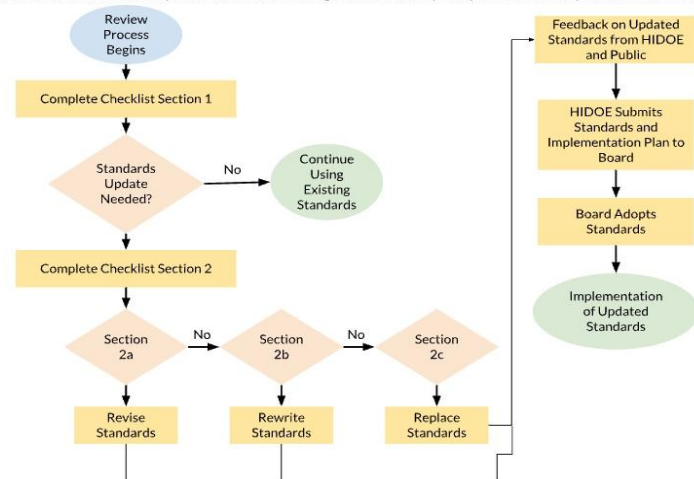 Review
Process
Begins
Complete Checklist Section 1
Standards
Update
Needed?
No
Continue
Using
Existing
Standards
Complete Checklist Section 2
Section
2a
No
Section
2b
No
Section
2c
Revise
Standards
Rewrite
Standards
Replace
Standards
Feedback on Updated
Standards from HIDOE
and Public
HIDOE Submits
Standards and
Implementation Plan to
Board
Board Adopts
Standards
Implementation
of Updated
Standards